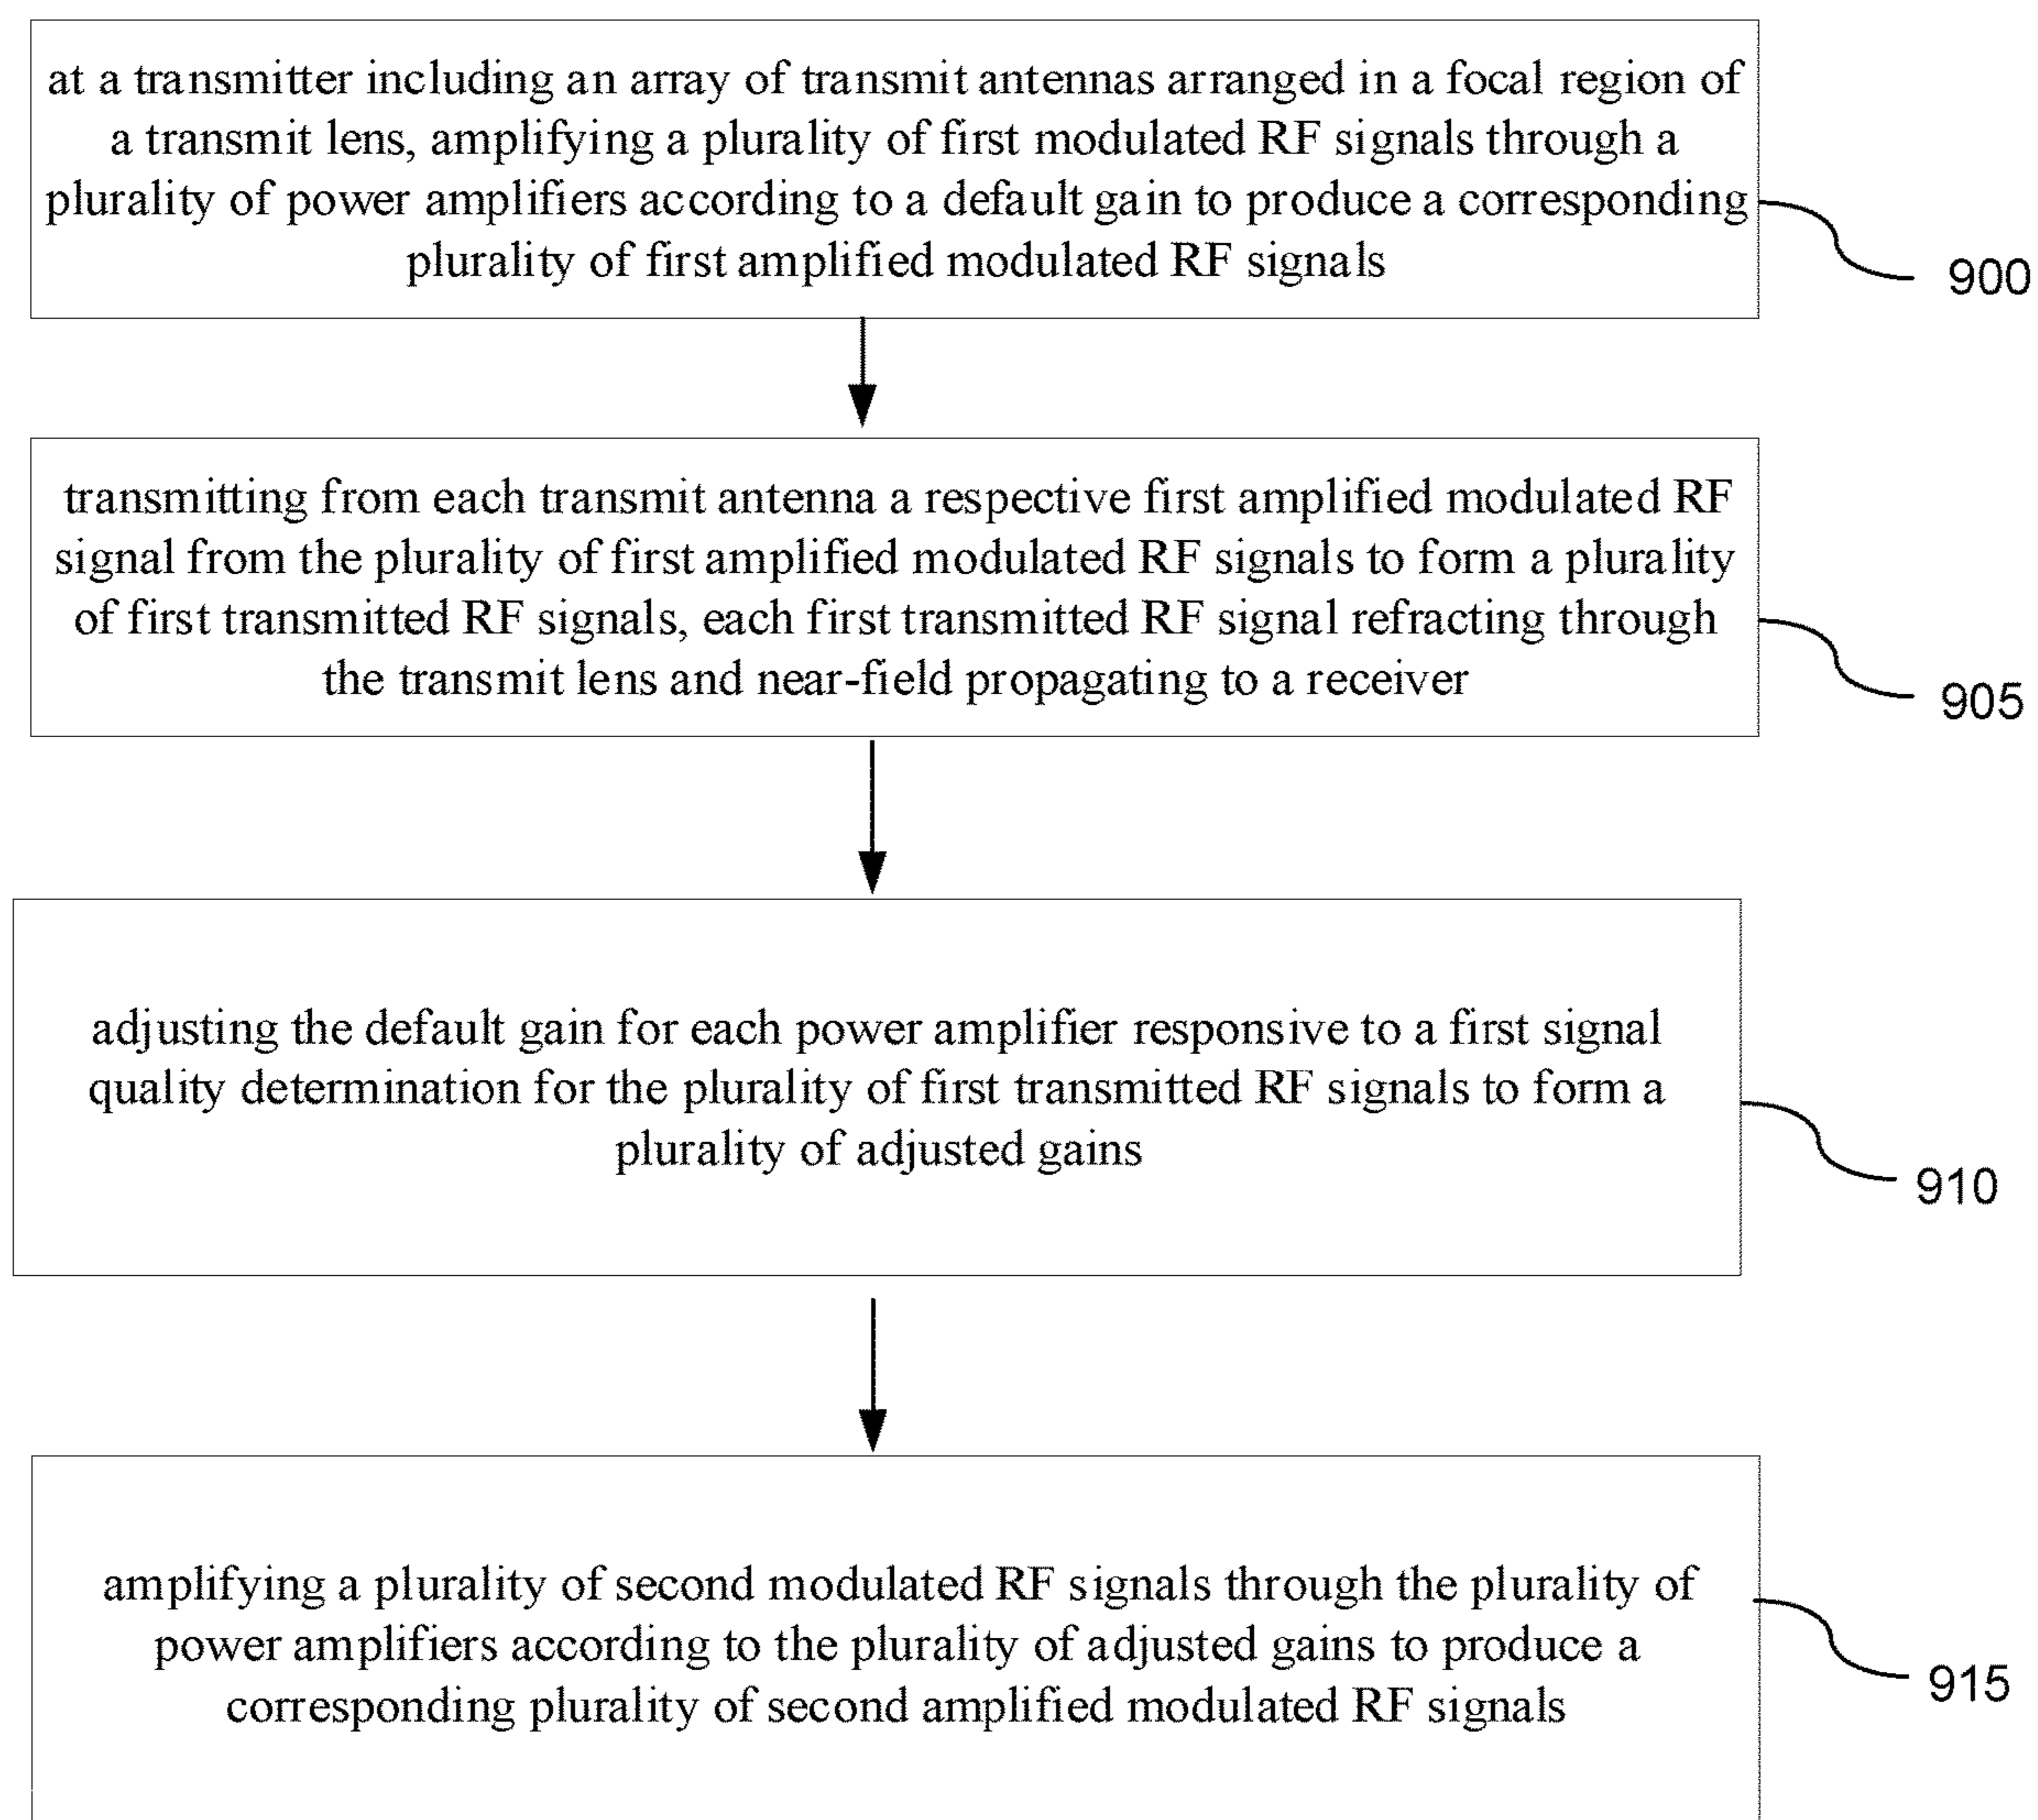 at a transmitter including an array of transmit antennas arranged in a focal region of
a transmit lens, amplifying a plurality of first modulated RF signals through a
plurality of power amplifiers according to a default gain to produce a corresponding
plurality of first amplified modulated RF signals
900
transmitting from each transmit antenna a respective first amplified modulated RF
signal from the plurality of first amplified modulated RF signals to form a plurality
of first transmitted RF signals, each first transmitted RF signal refracting through
the transmit lens and near-field propagating to a receiver
905
adjusting the default gain for each power amplifier responsive to a first signal
quality determination for the plurality of first transmitted RF signals to form a
plurality of adjusted gains
910
amplifying a plurality of second modulated RF signals through the plurality of
power amplifiers according to the plurality of adjusted gains to produce a
corresponding plurality of second amplified modulated RF signals
915